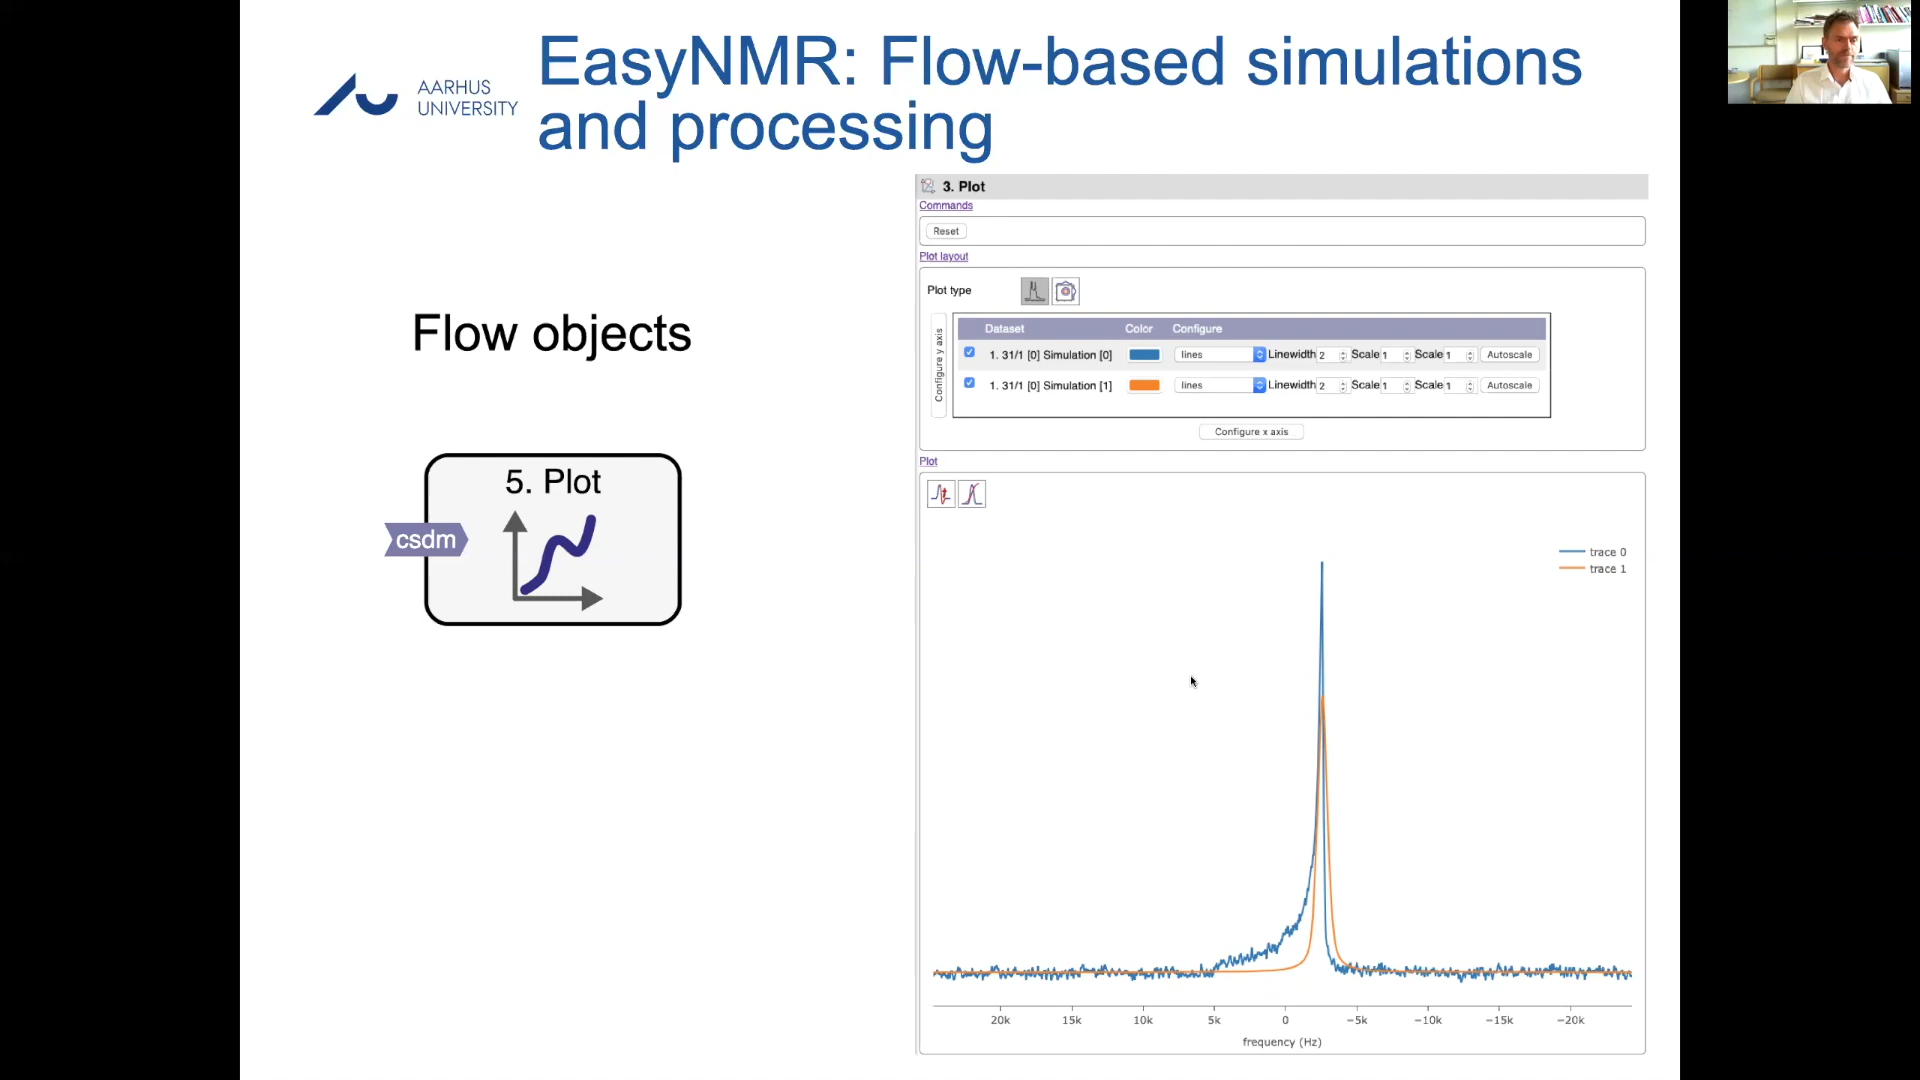 AARHUS
UNIVERSITY
EasyNMR: Flow-based simulations
and processing
Flow objects
5. Plot
csdm
3. Plot
Commands
Reset
Plot layout
Plot type
Configure y axis
Dataset Color Configure
1. 31/1 [0] Simulation [0] lines Linewidth 2 Scale 1 Scale 1 Autoscale
1. 31/1 [0] Simulation [1] lines Linewidth 2 Scale 1 Scale 1 Autoscale
Configure x axis
Plot
trace 0
trace 1
20k 15k 10k 5k 0 −5k −10k −15k −20k
frequency (Hz)